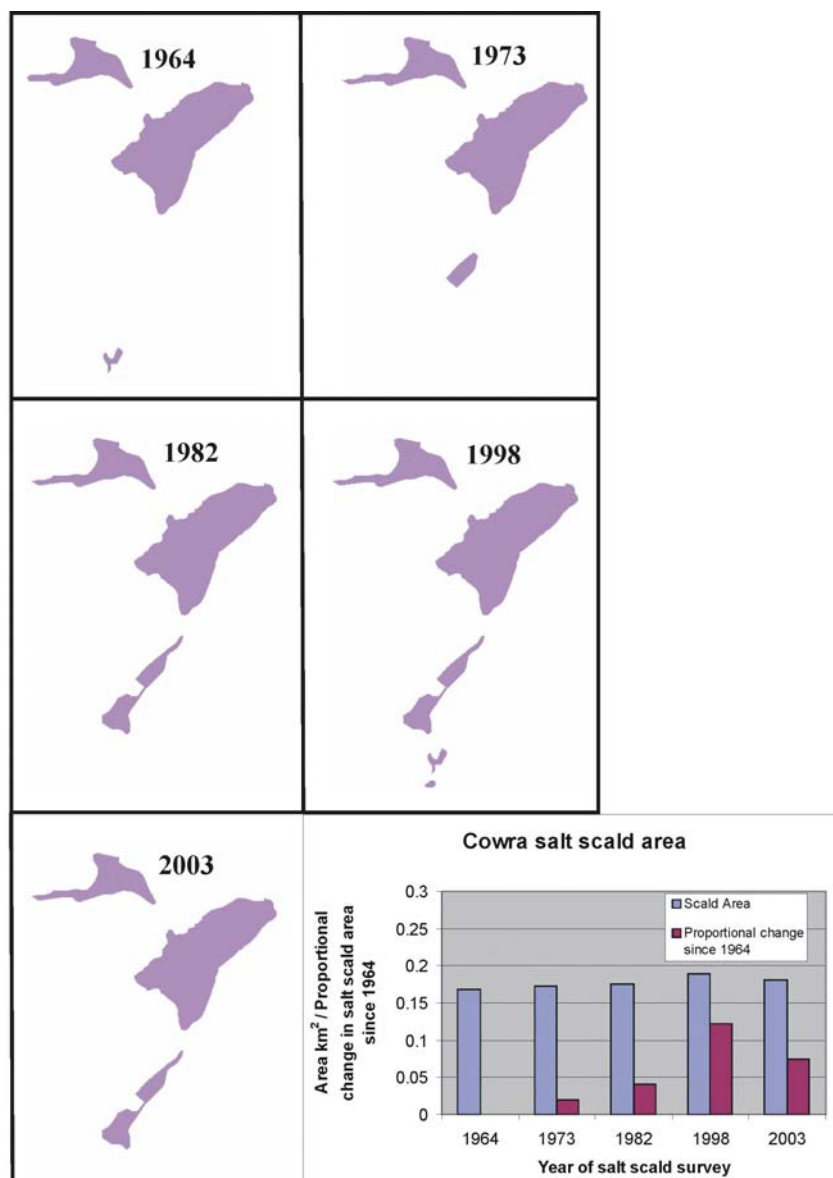 1964
1973
1982
1998
2003
Cowra salt scald area
Area km² / Proportional
change in salt scald area
since 1964
0.3
0.25
0.2
0.15
0.1
0.05
0
Scald Area
Proportional change
since 1964
1964 1973 1982 1998 2003
Year of salt scald survey